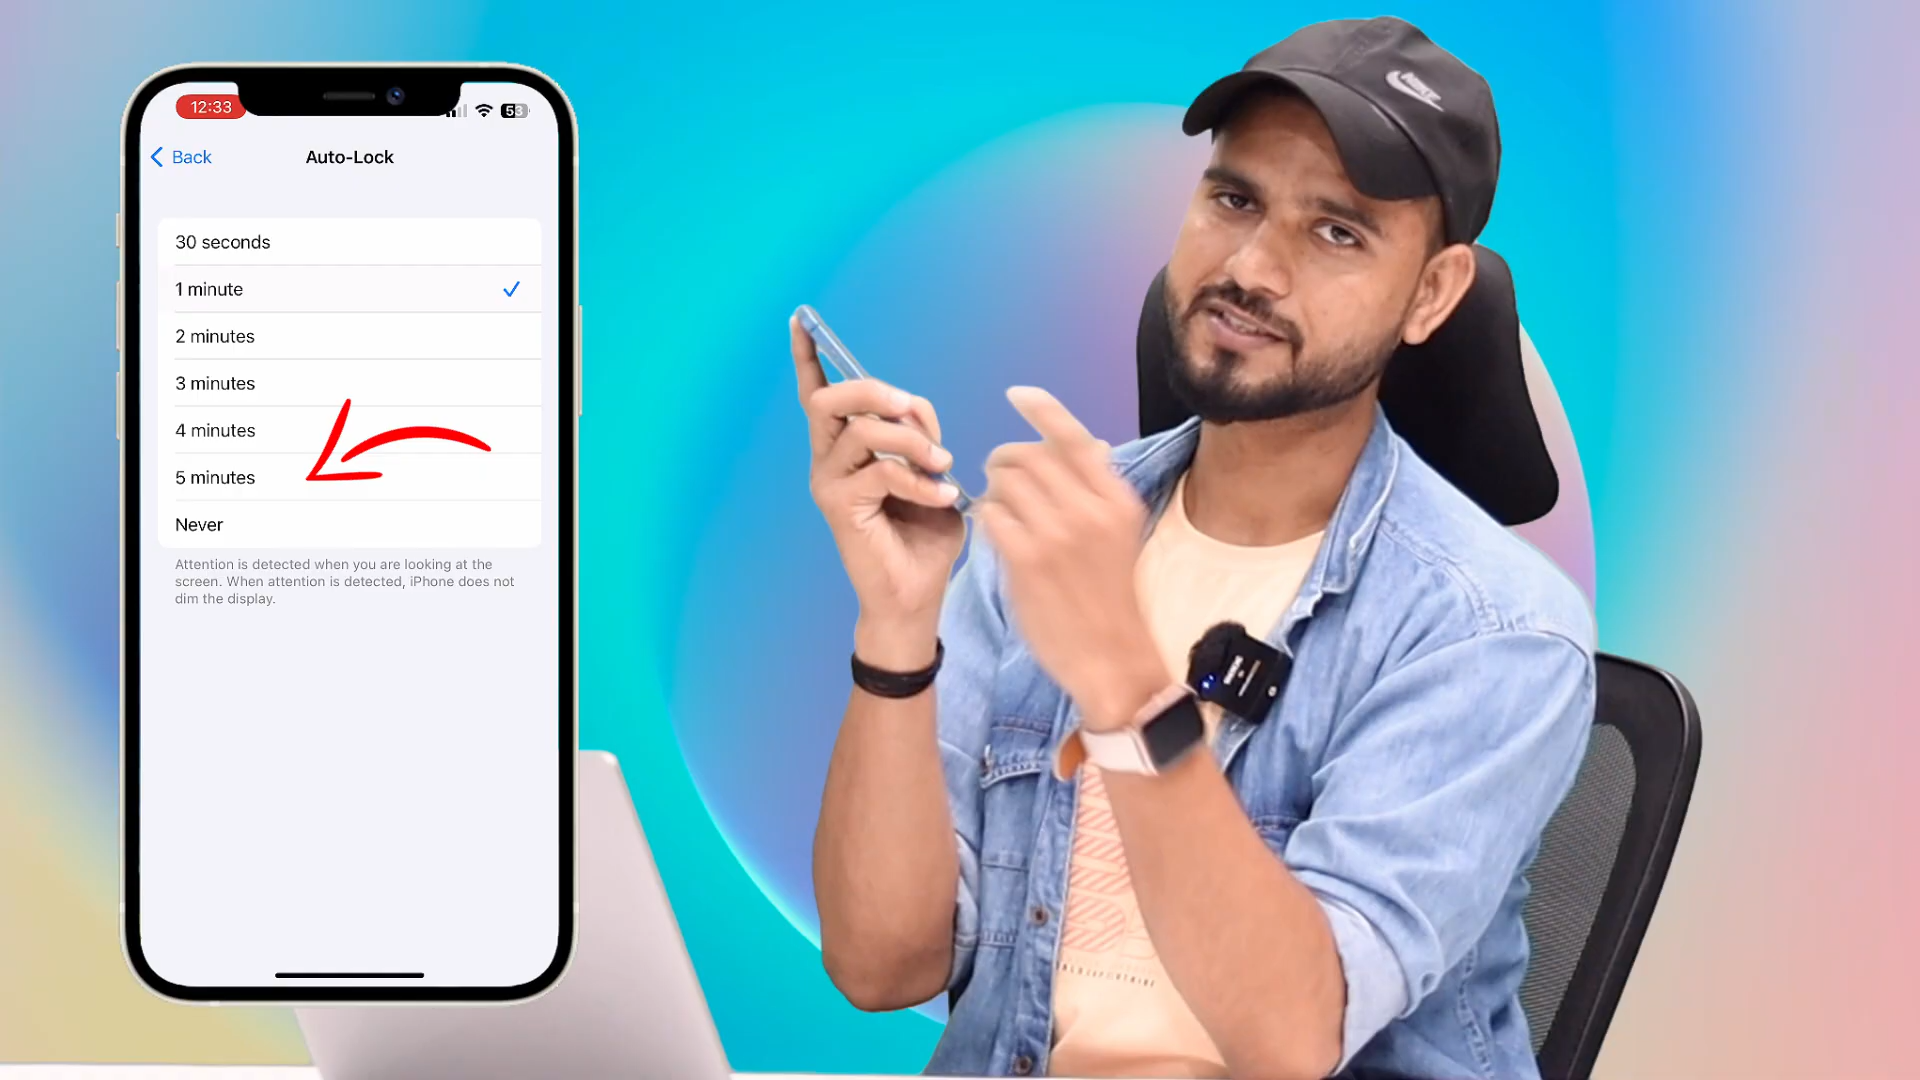 12:33
53
Back
Auto-Lock
30 seconds
1 minute
2 minutes
3 minutes
4 minutes
5 minutes
Never
Attention is detected when you are looking at the
screen. When attention is detected, iPhone does not
dim the display.
NIKE